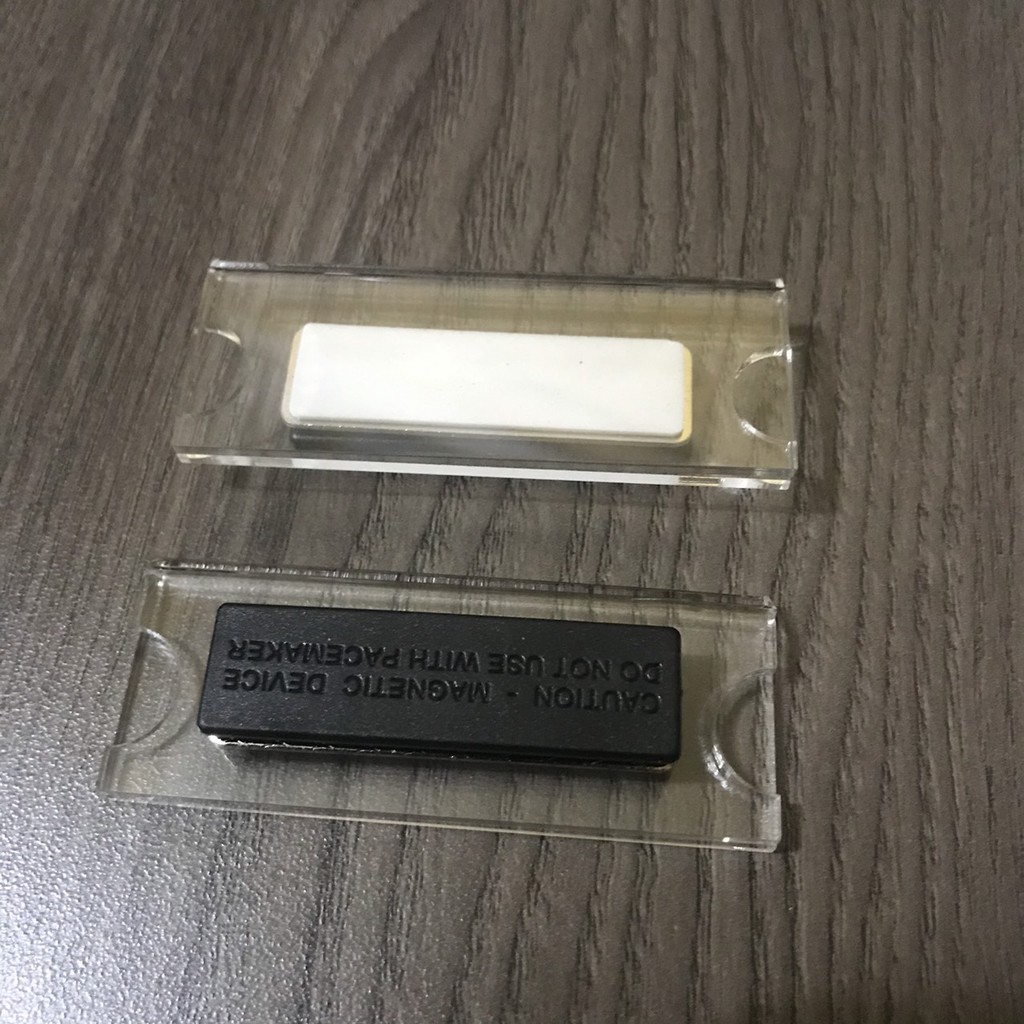 CAUTION - MAGNETIC DEVICE
DO NOT USE WITH PACEMAKER